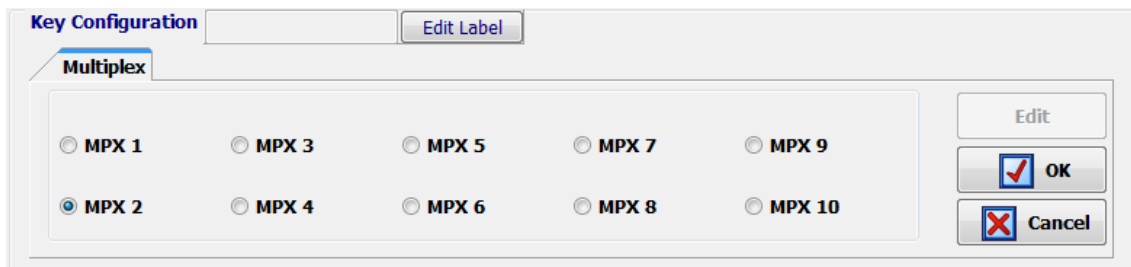 Key Configuration Edit Label
Multiplex
Edit
MPX 1 MPX 3 MPX 5 MPX 7 MPX 9
OK
MPX 2 MPX 4 MPX 6 MPX 8 MPX 10
Cancel